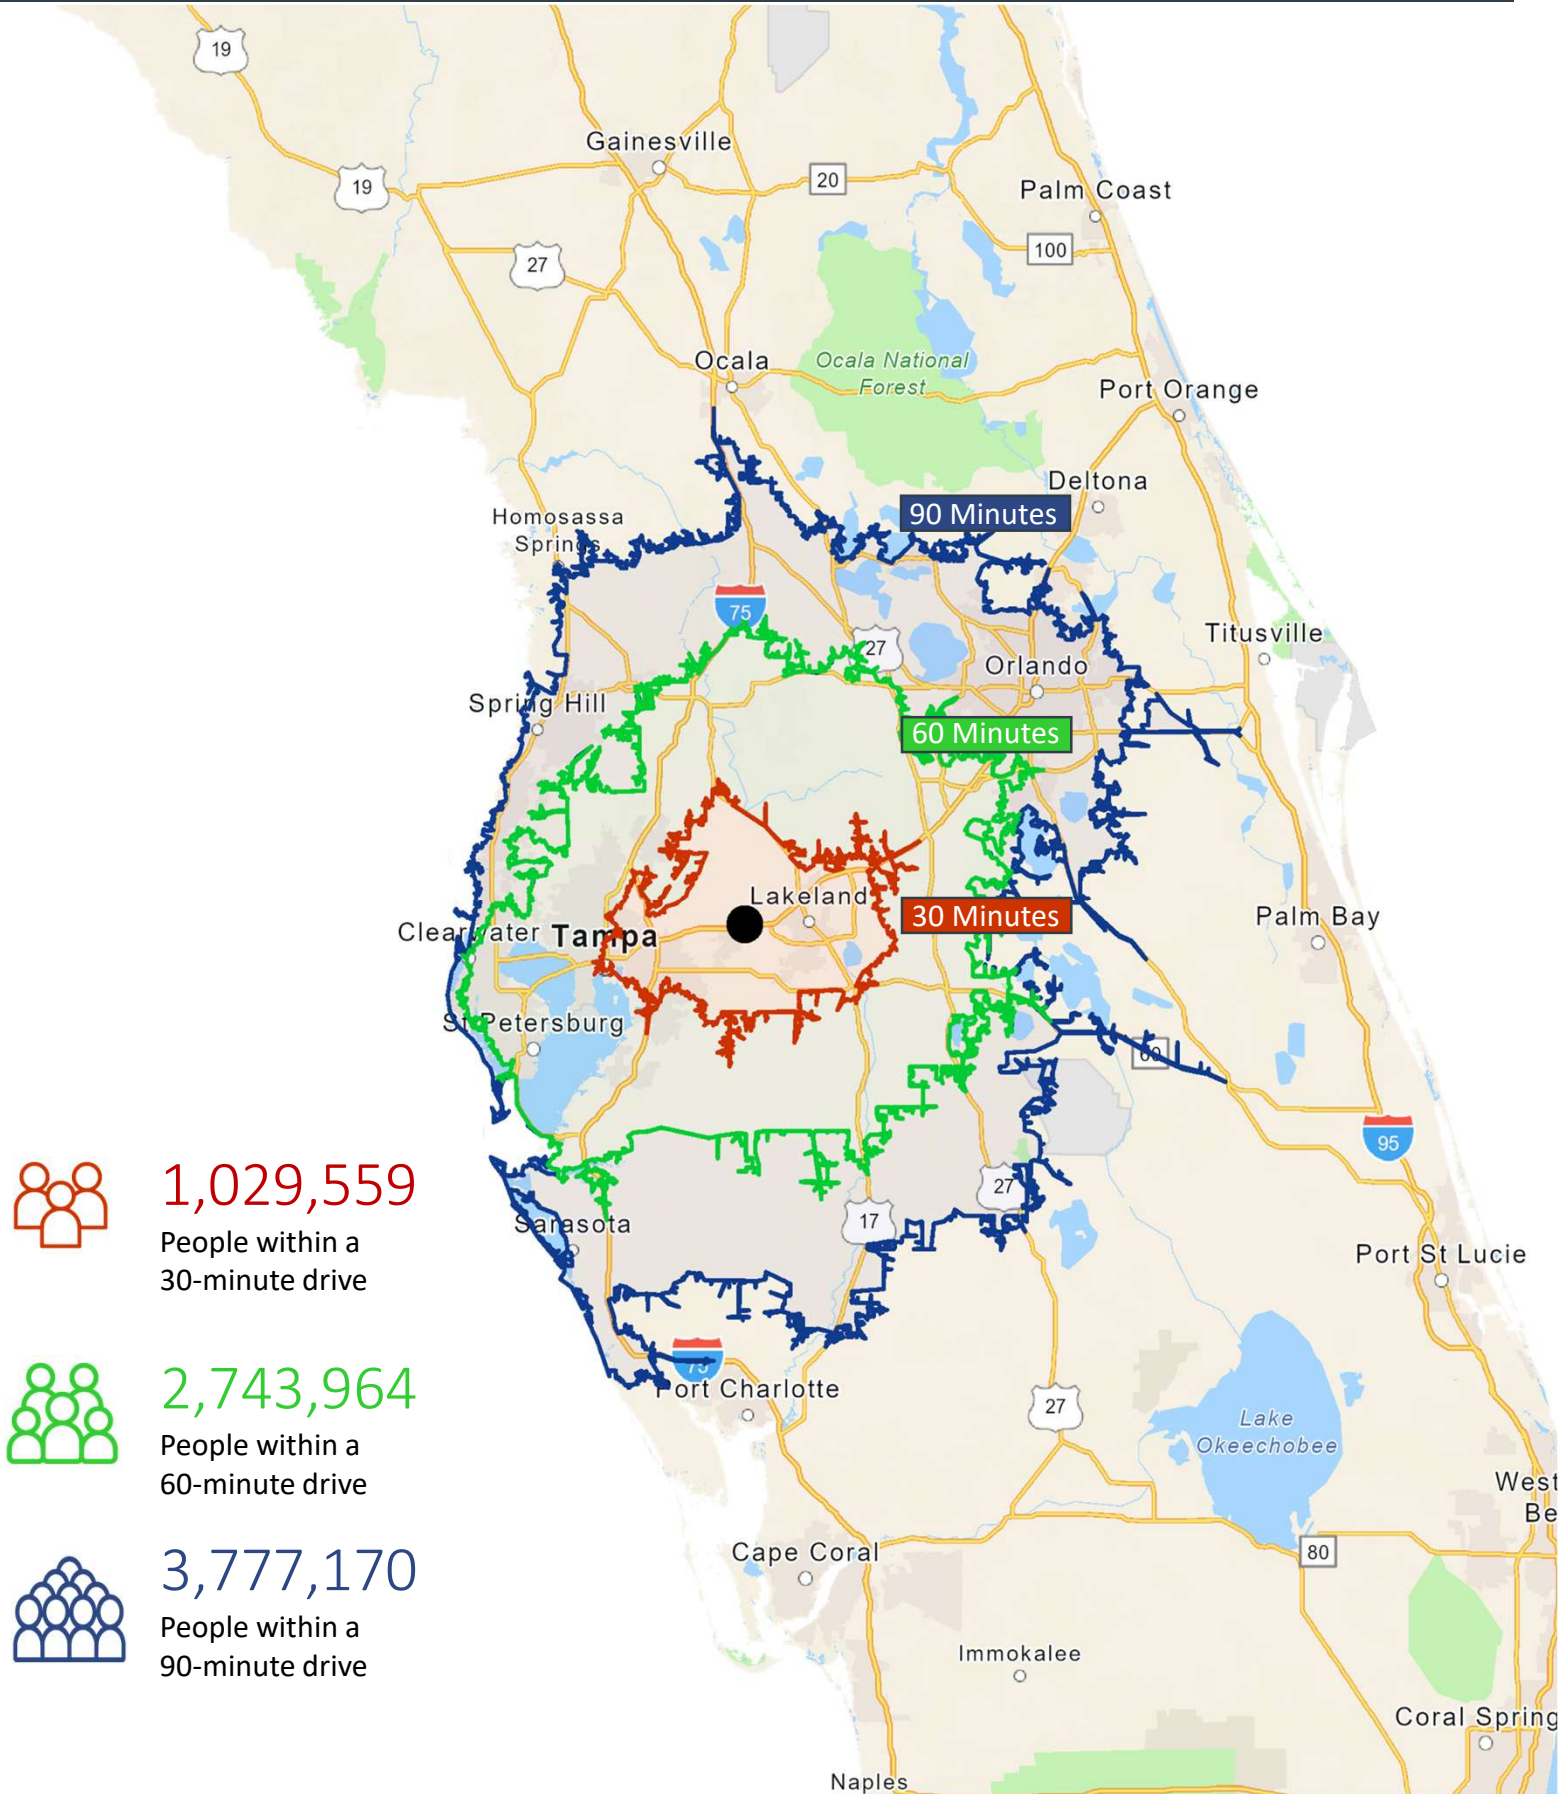 19
Gainesville
19
20
Palm Coast
100
27
Ocala
Ocala National
Forest
Port Orange
Deltona
90 Minutes
Homosassa
Springs
75
Titusville
27
Orlando
Spring Hill
60 Minutes
Lakeland
30 Minutes
Palm Bay
Clearwater
Tampa
St Petersburg
60
95
1,029,559
People within a
30-minute drive
27
17
Sarasota
Port St Lucie
75
Port Charlotte
2,743,964
People within a
60-minute drive
27
Lake
Okeechobee
West
Be
3,777,170
People within a
90-minute drive
Cape Coral
80
Immokalee
Coral Spring
Naples